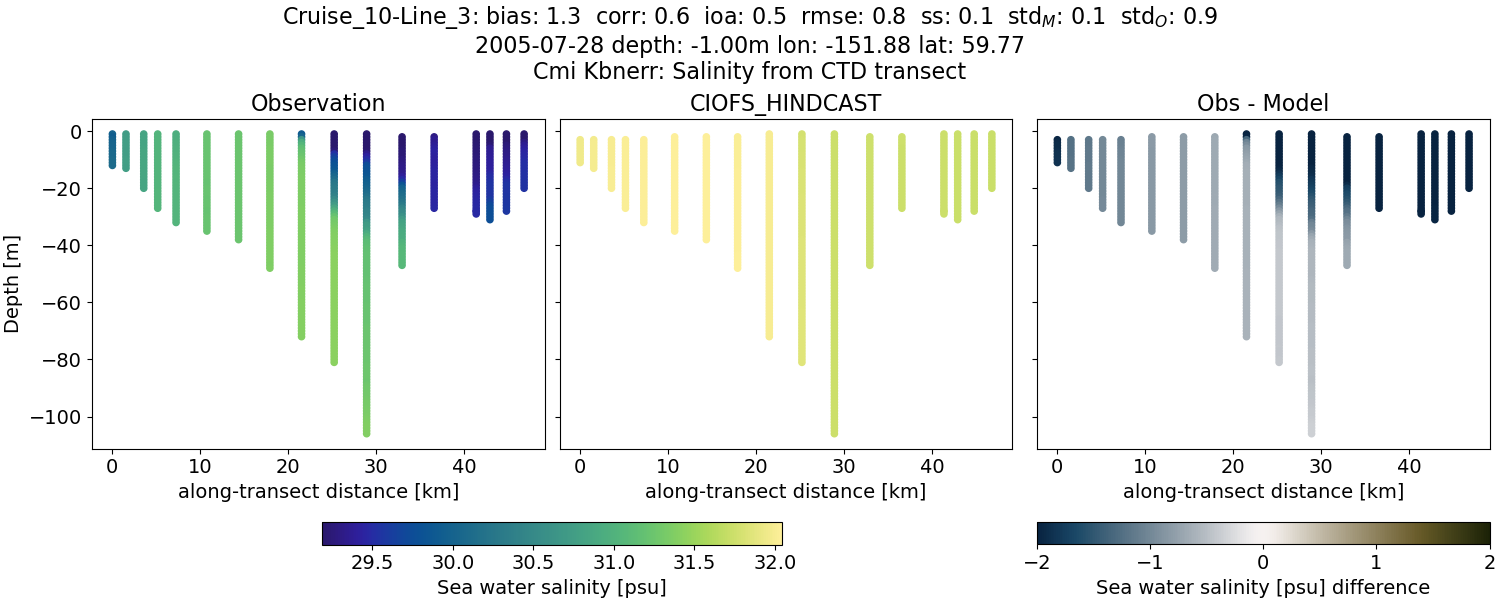 Cruise_10-Line_3: bias: 1.3 corr: 0.6 ioa: 0.5 rmse: 0.8 ss: 0.1 std_M: 0.1 std_O: 0.9
2005-07-28 depth: -1.00m lon: -151.88 lat: 59.77
Cmi Kbnerr: Salinity from CTD transect
Observation
CIOFS_HINDCAST
Obs - Model
Depth [m]
0
−20
−40
−60
−80
−100
0 10 20 30 40
0 10 20 30 40
0 10 20 30 40
along-transect distance [km]
along-transect distance [km]
along-transect distance [km]
29.5 30.0 30.5 31.0 31.5 32.0
Sea water salinity [psu]
−2 −1 0 1 2
Sea water salinity [psu] difference